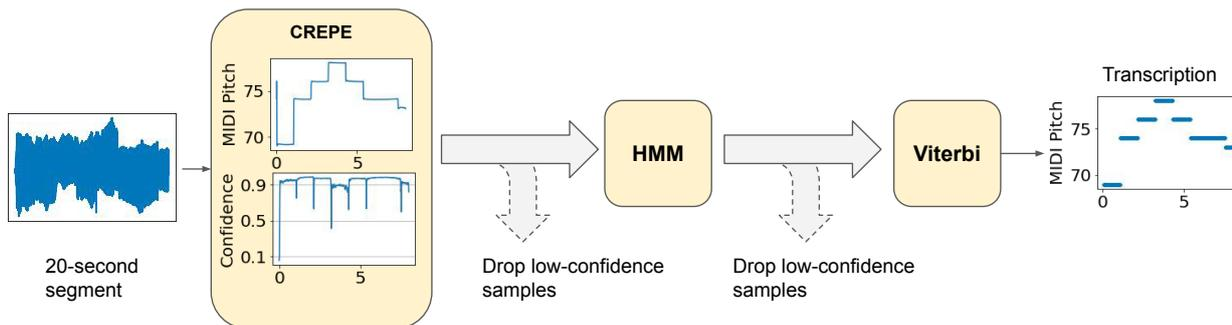 CREPE
MIDI Pitch
75
70
0
5
Confidence
0.9
0.5
0.1
0
5
20-second
segment
HMM
Drop low-confidence
samples
Drop low-confidence
samples
Viterbi
Transcription
MIDI Pitch
75
70
0
5